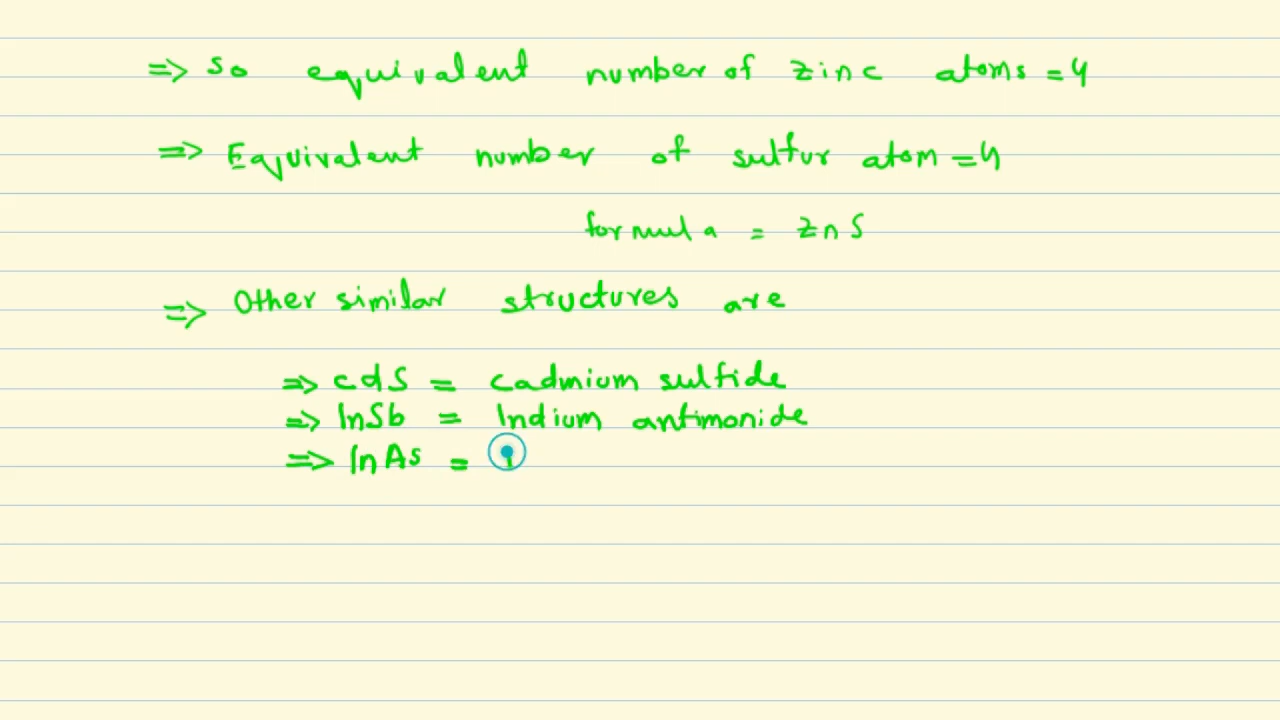 => so equivalent number of zinc atoms = 4
=> Equivalent number of sulfur atom = 4
formula = ZnS
=> Other similar structures are
=> cdS = cadmium sulfide
=> InSb = Indium antimonide
=> InAs =